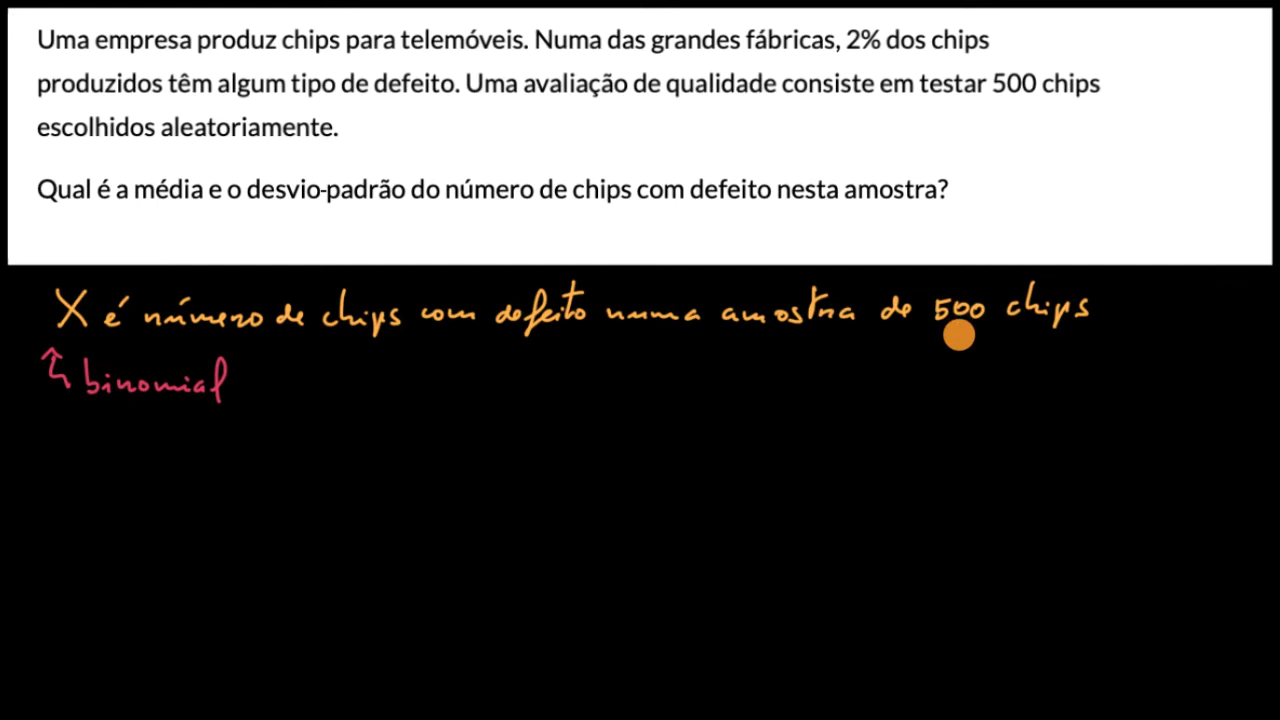 Uma empresa produz chips para telemóveis. Numa das grandes fábricas, 2% dos chips
produzidos têm algum tipo de defeito. Uma avaliação de qualidade consiste em testar 500 chips
escolhidos aleatoriamente.
Qual é a média e o desvio-padrão do número de chips com defeito nesta amostra?
X é número de chips com defeito numa amostra de 500 chips
binomial